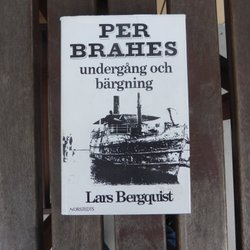 PER
BRAHES
undergång och
bärgning
Lars Bergquist
NORSTEDTS